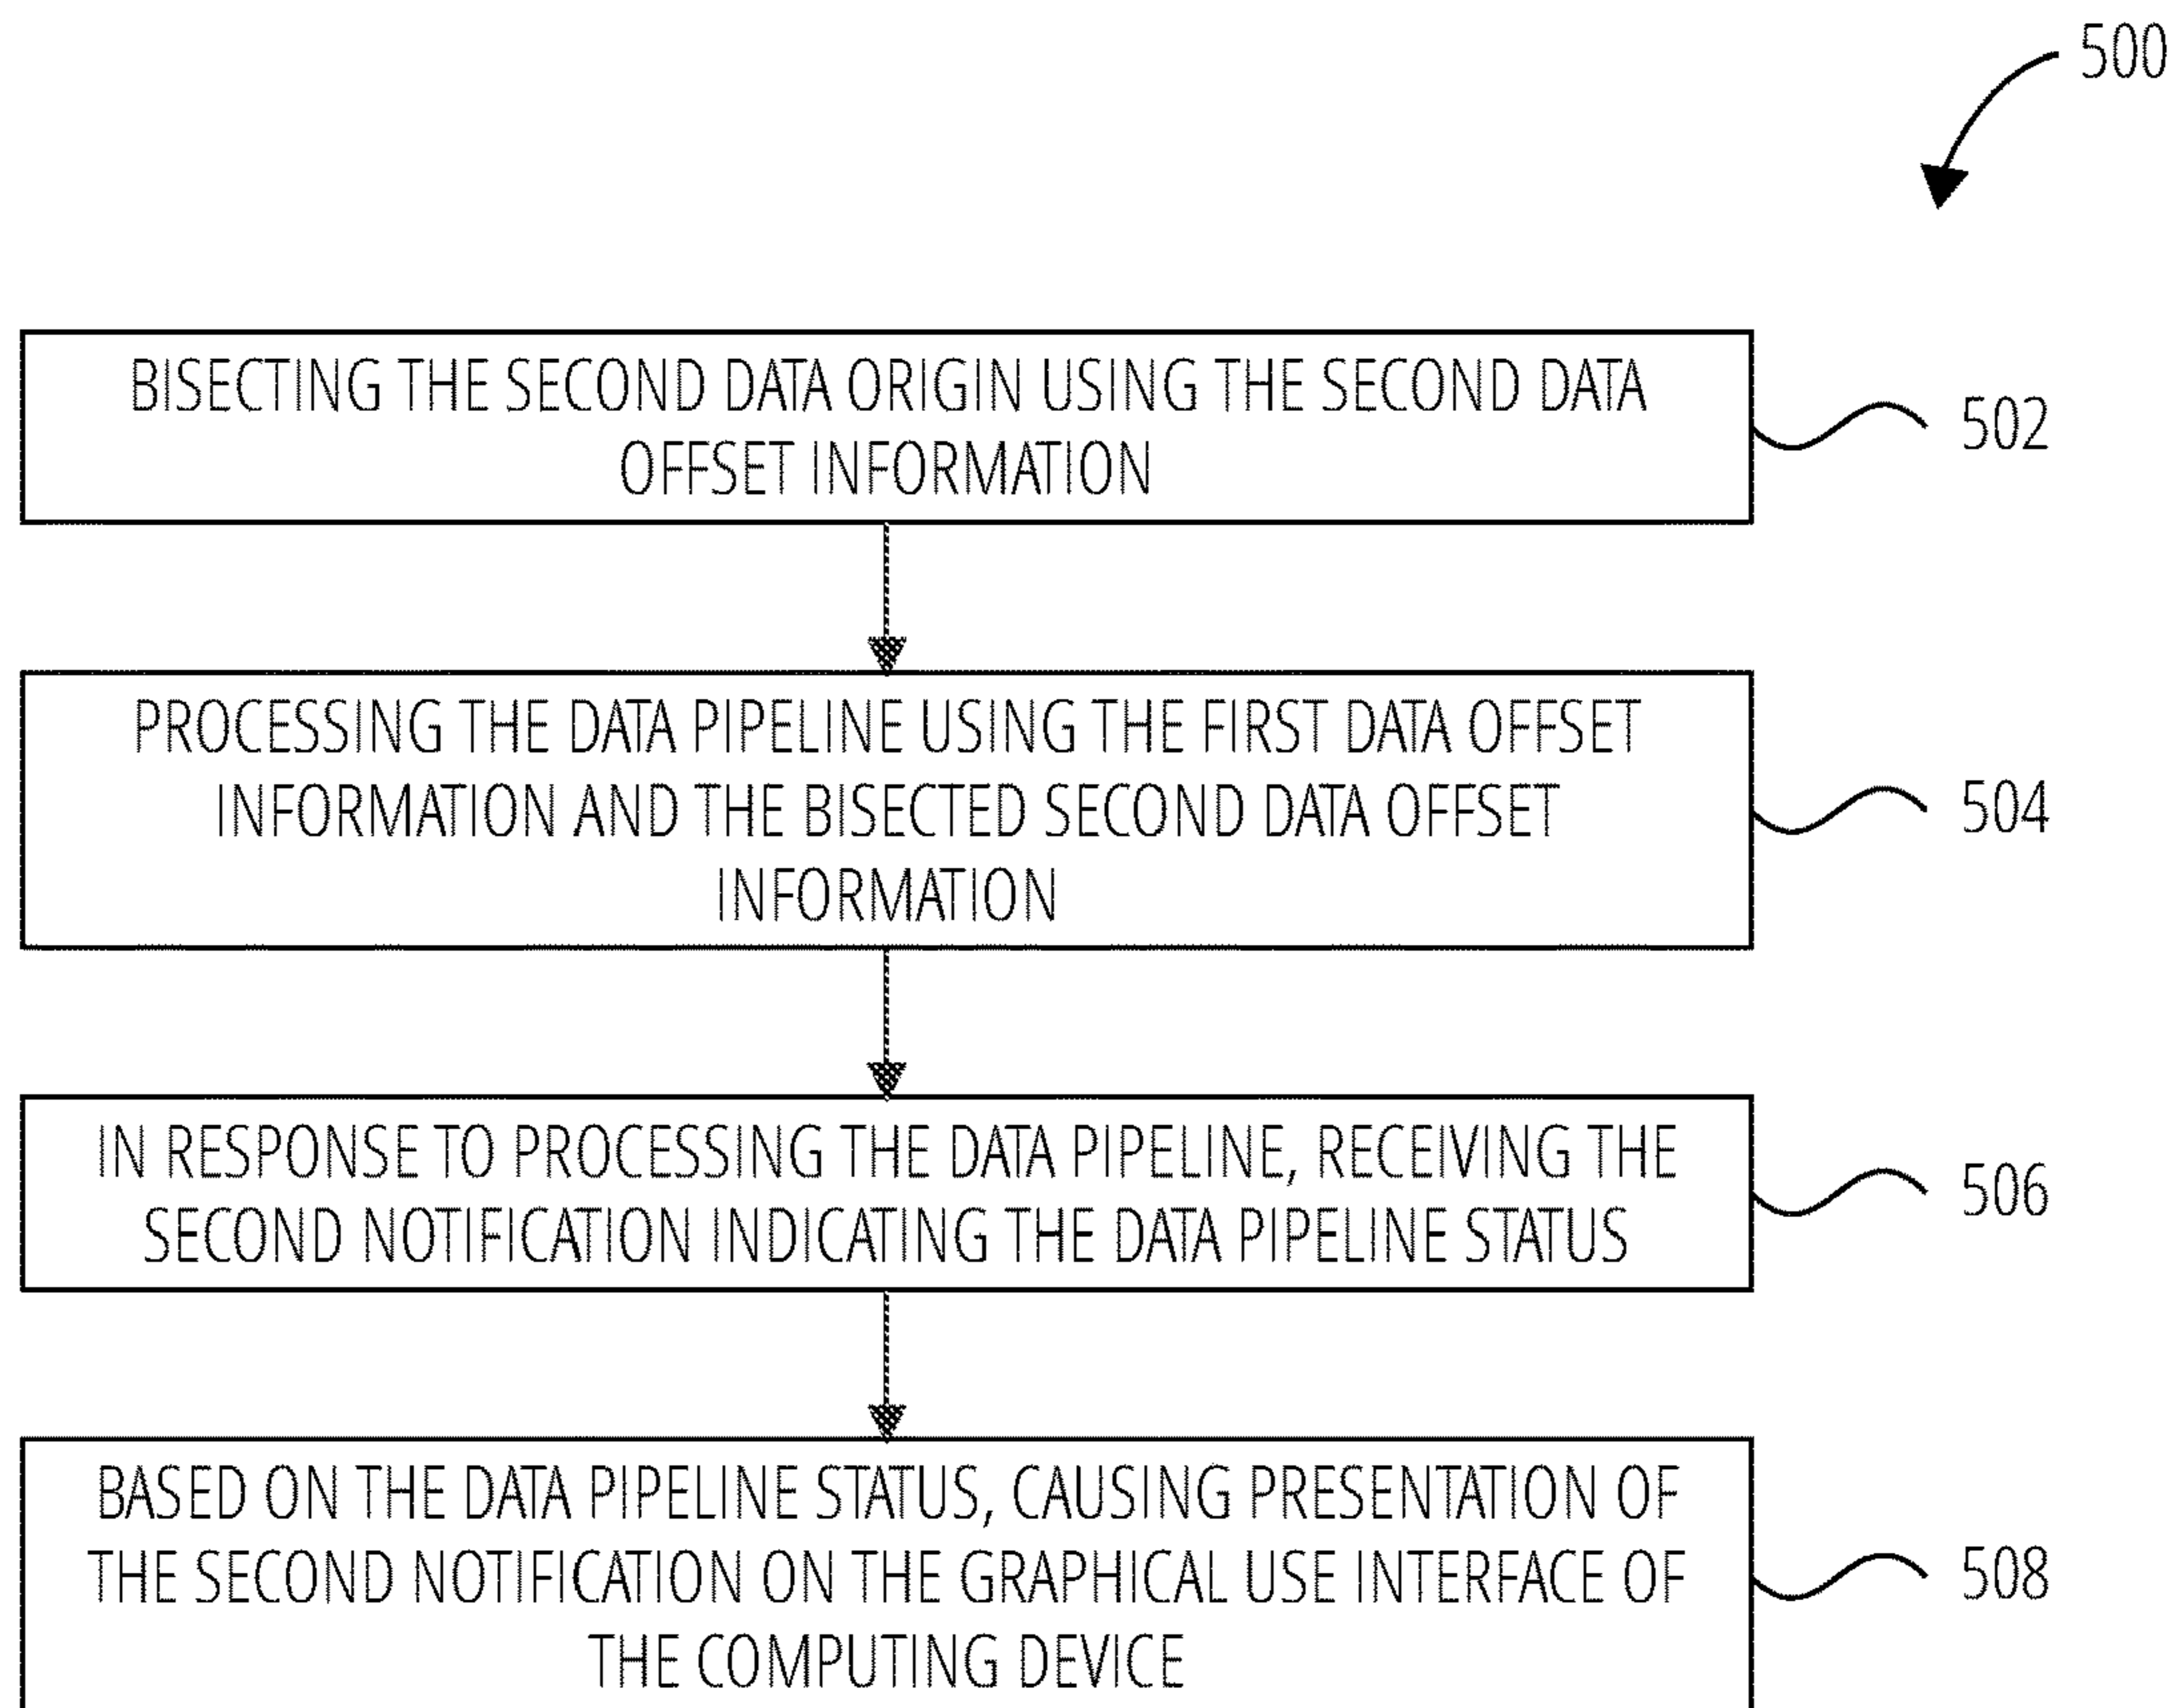 500
BISECTING THE SECOND DATA ORIGIN USING THE SECOND DATA
OFFSET INFORMATION
502
PROCESSING THE DATA PIPELINE USING THE FIRST DATA OFFSET
INFORMATION AND THE BISECTED SECOND DATA OFFSET
INFORMATION
504
IN RESPONSE TO PROCESSING THE DATA PIPELINE, RECEIVING THE
SECOND NOTIFICATION INDICATING THE DATA PIPELINE STATUS
506
BASED ON THE DATA PIPELINE STATUS, CAUSING PRESENTATION OF
THE SECOND NOTIFICATION ON THE GRAPHICAL USE INTERFACE OF
THE COMPUTING DEVICE
508